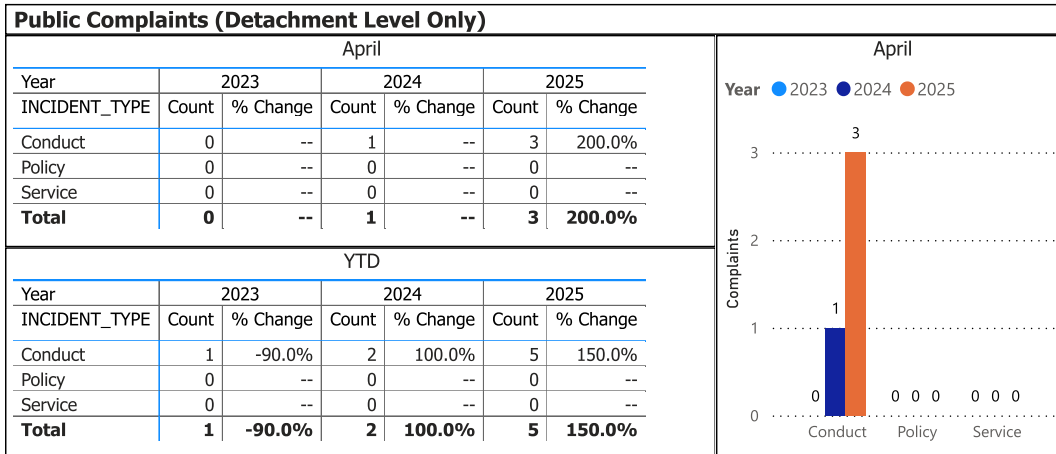 Public Complaints (Detachment Level Only)
April
Year 2023 2024 2025
INCIDENT_TYPE Count % Change Count % Change Count % Change
Conduct 0 -- 1 -- 3 200.0%
Policy 0 -- 0 -- 0 --
Service 0 -- 0 -- 0 --
Total 0 -- 1 -- 3 200.0%
YTD
Year 2023 2024 2025
INCIDENT_TYPE Count % Change Count % Change Count % Change
Conduct 1 -90.0% 2 100.0% 5 150.0%
Policy 0 -- 0 -- 0 --
Service 0 -- 0 -- 0 --
Total 1 -90.0% 2 100.0% 5 150.0%
April
Year 2023 2024 2025
Complaints
3
3
2
1
1
0 0 0 0 0 0 0
0
Conduct Policy Service